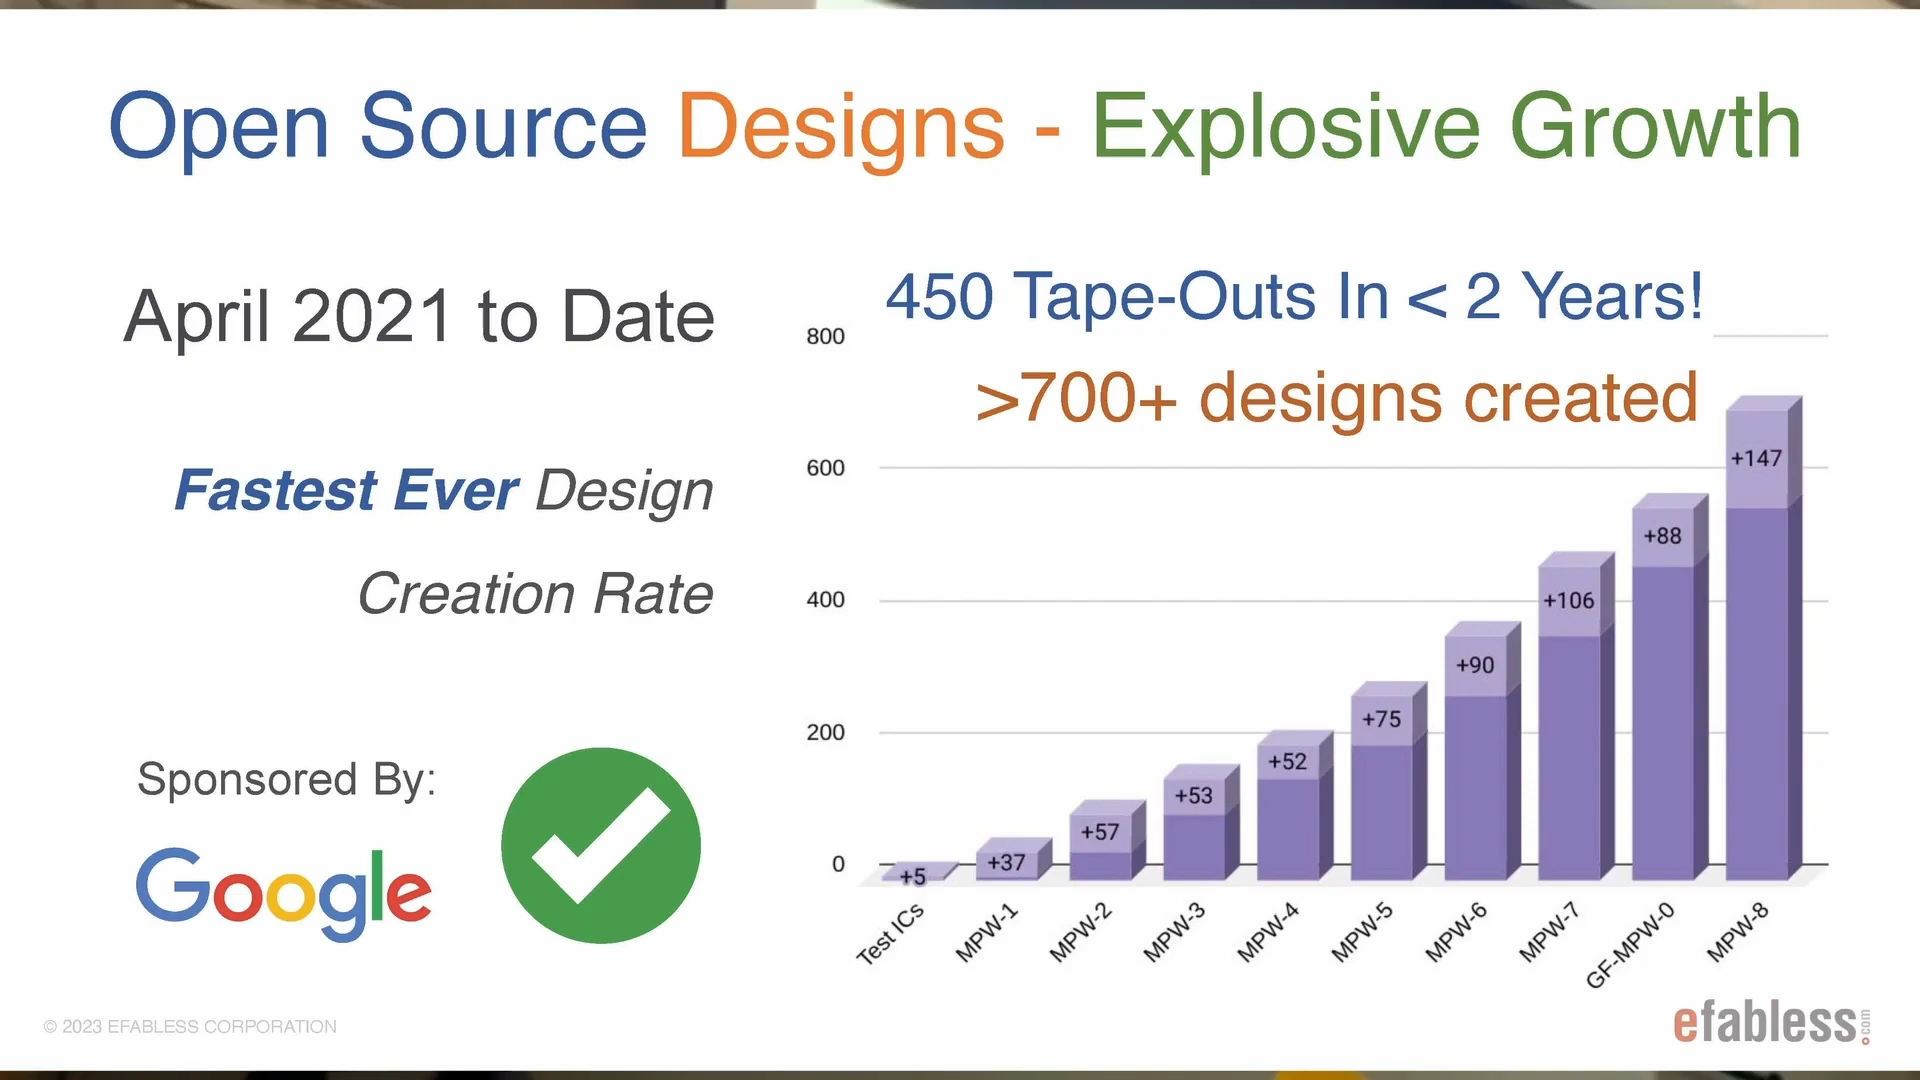 Open Source Designs - Explosive Growth
April 2021 to Date
Fastest Ever Design
Creation Rate
Sponsored By:
Google
450 Tape-Outs In < 2 Years!
>700+ designs created
800
600
400
200
0
+5
+37
+57
+53
+52
+75
+90
+106
+88
+147
Test ICs
MPW-1
MPW-2
MPW-3
MPW-4
MPW-5
MPW-6
MPW-7
GF-MPW-0
MPW-8
© 2023 EFABLESS CORPORATION
efabless.com